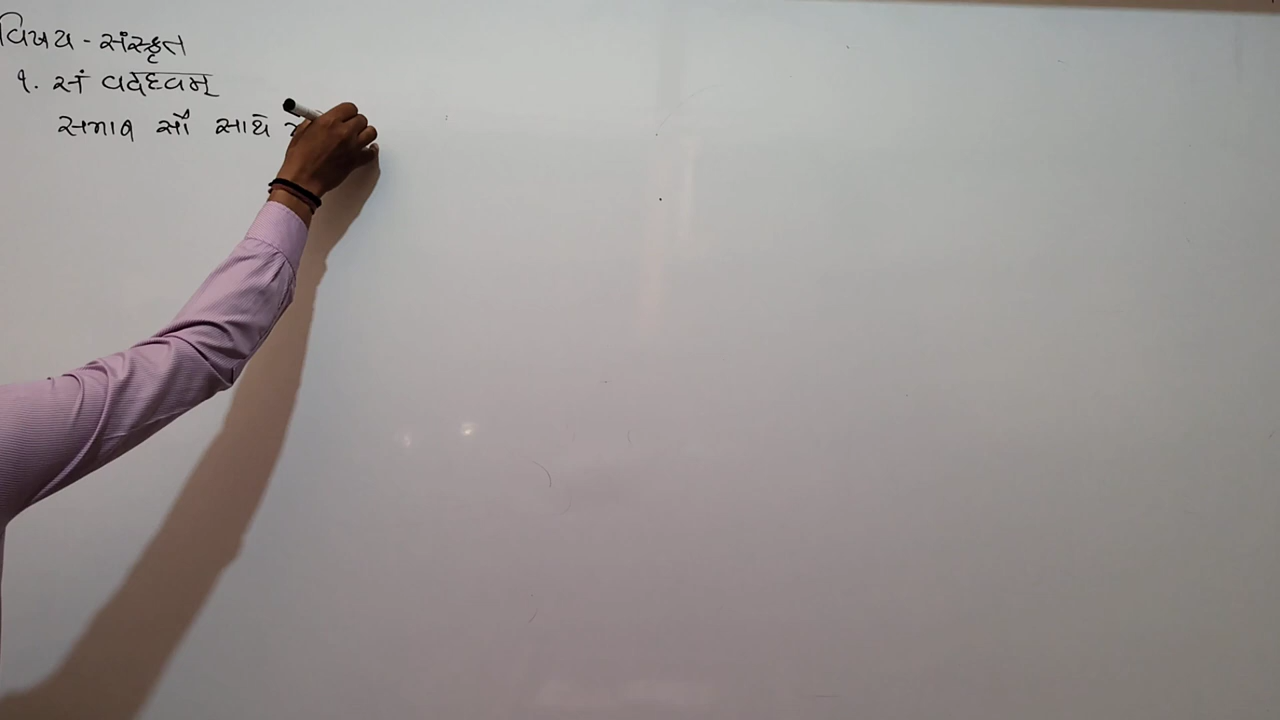 વિષય - સંસ્કૃત
૧. સં વદધ્વમ્
સમાન સૌ સાથે